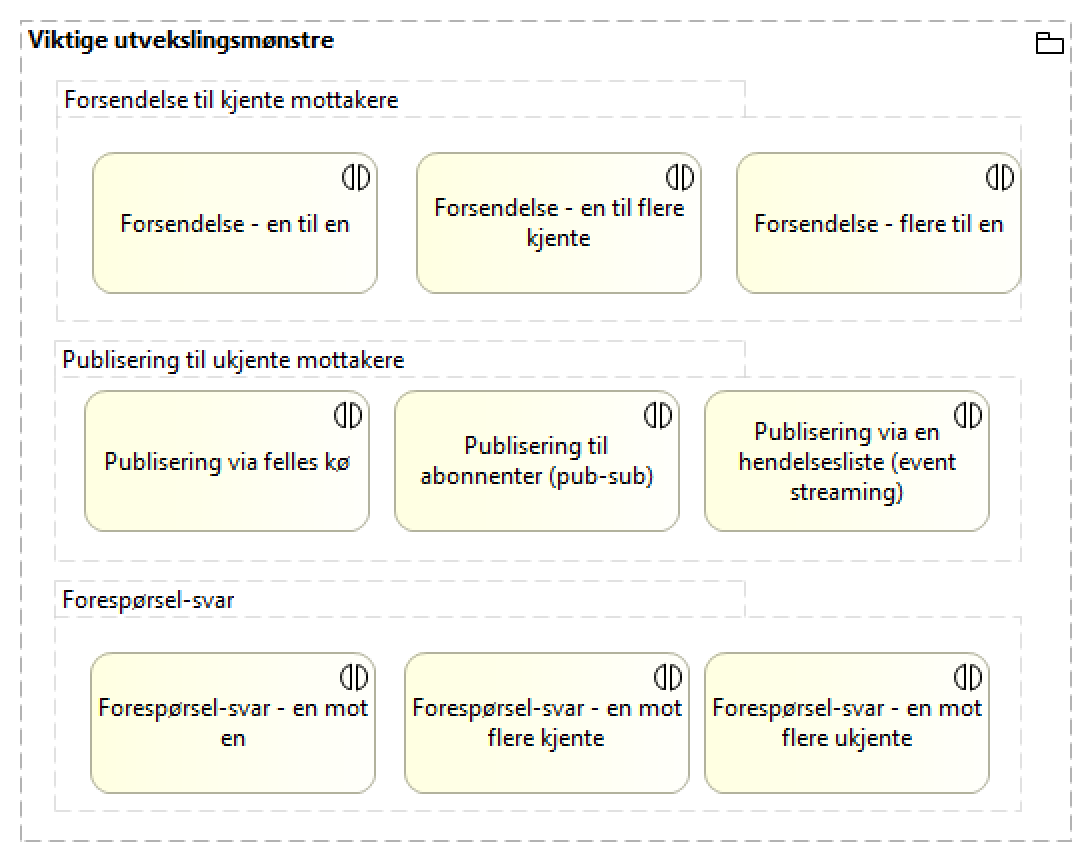 Viktige utvekslingsmønstre
Forsendelse til kjente mottakere
Forsendelse - en til en
Forsendelse - en til flere
kjente
Forsendelse - flere til en
Publisering til ukjente mottakere
Publisering via felles kø
Publisering til
abonnenter (pub-sub)
Publisering via en
hendelsesliste (event
streaming)
Forespørsel-svar
Forespørsel-svar - en mot
en
Forespørsel-svar - en mot
flere kjente
Forespørsel-svar - en mot
flere ukjente